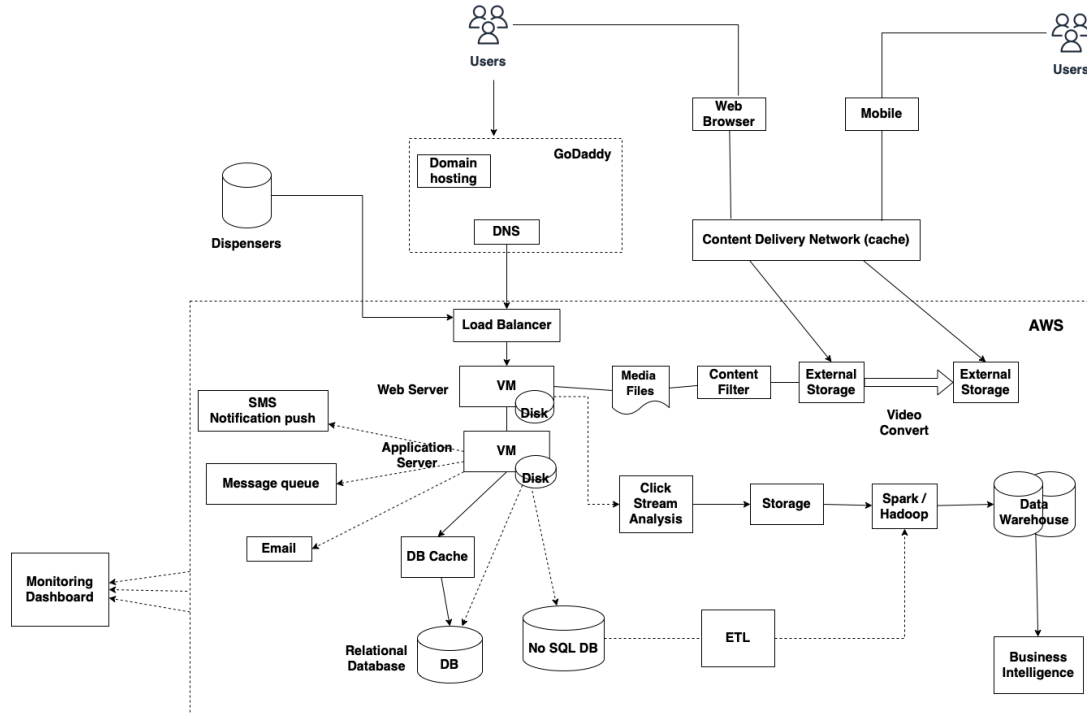 Users
Users
Web
Browser
Mobile
GoDaddy
Domain
hosting
DNS
Dispensers
Content Delivery Network (cache)
AWS
Load Balancer
Web Server
VM
Disk
Media
Files
Content
Filter
External
Storage
External
Storage
Video
Convert
SMS
Notification push
Application
Server
VM
Disk
Message queue
Click
Stream
Analysis
Storage
Spark /
Hadoop
Data
Warehouse
Email
DB Cache
Monitoring
Dashboard
Relational
Database
DB
No SQL DB
ETL
Business
Intelligence